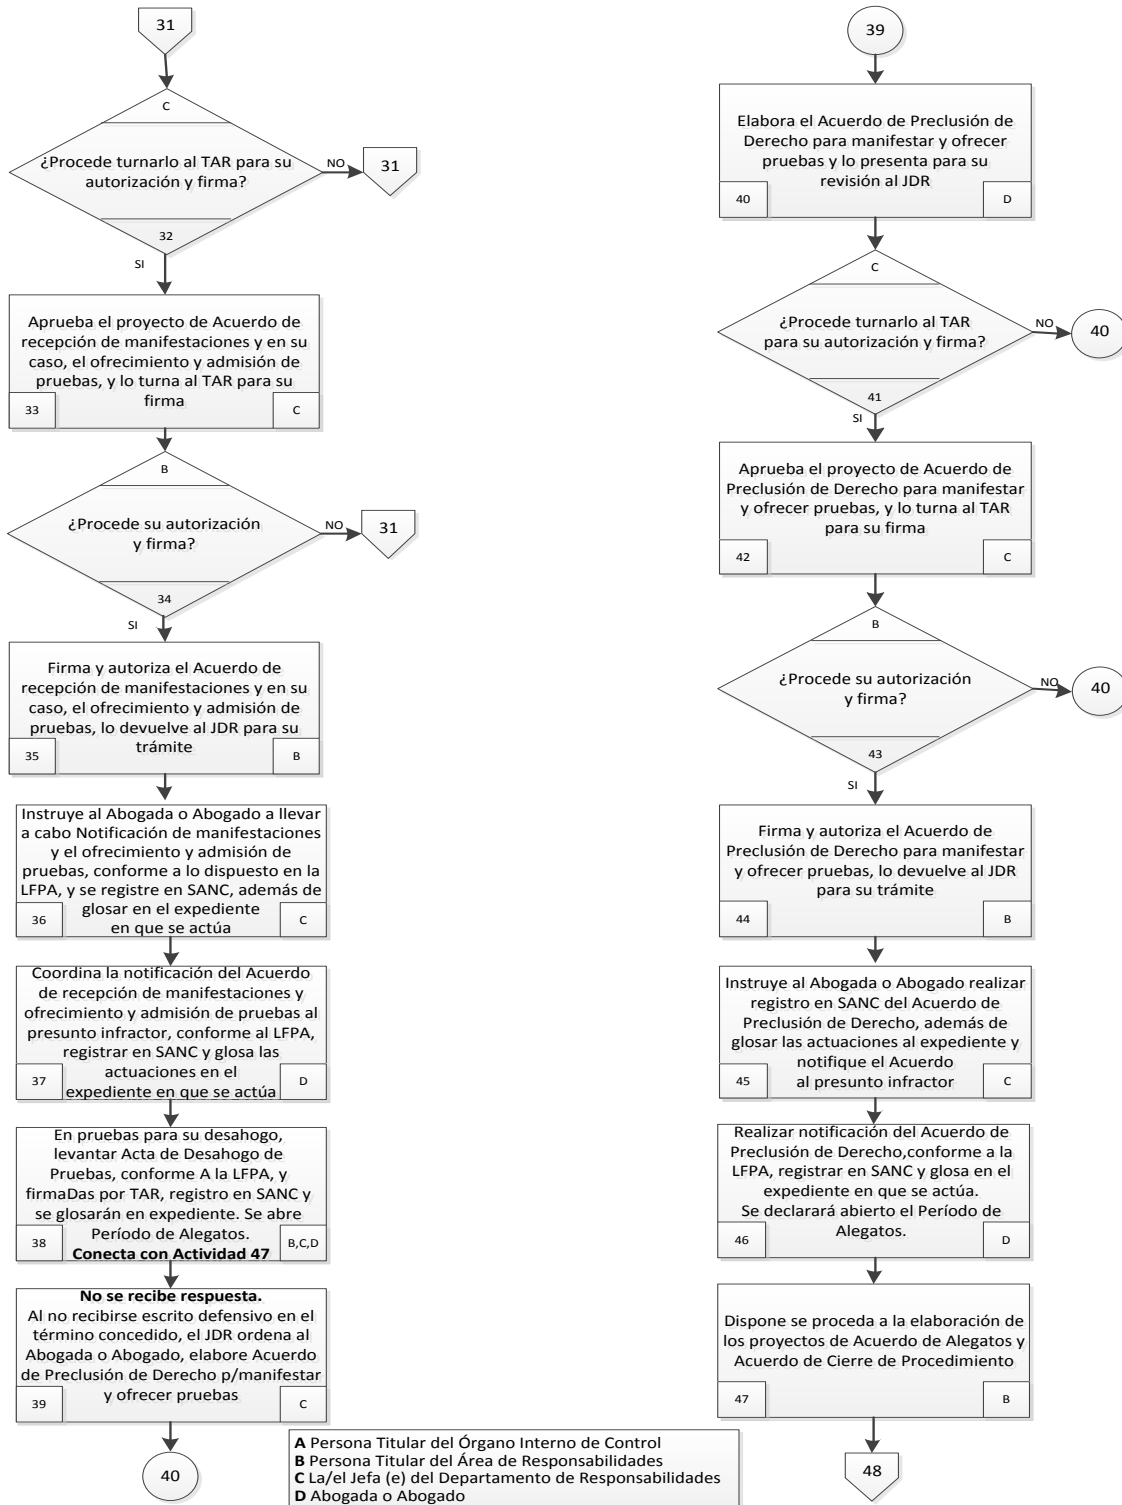 31
C
¿Procede turnarlo al TAR para su
autorización y firma?
32
NO
31
SI
Aprueba el proyecto de Acuerdo de
recepción de manifestaciones y en su
caso, el ofrecimiento y admisión de
pruebas, y lo turna al TAR para su
firma
33
C
B
¿Procede su autorización
y firma?
34
NO
31
SI
Firma y autoriza el Acuerdo de
recepción de manifestaciones y en su
caso, el ofrecimiento y admisión de
pruebas, lo devuelve al JDR para su
trámite
35
B
Instruye al Abogada o Abogado a llevar
a cabo Notificación de manifestaciones
y el ofrecimiento y admisión de
pruebas, conforme a lo dispuesto en la
LFPA, y se registre en SANC, además de
glosar en el expediente
en que se actúa
36
C
Coordina la notificación del Acuerdo
de recepción de manifestaciones y
ofrecimiento y admisión de pruebas al
presunto infractor, conforme al LFPA,
registrar en SANC y glosa las
actuaciones en el
expediente en que se actúa
37
D
En pruebas para su desahogo,
levantar Acta de Desahogo de
Pruebas, conforme A la LFPA, y
firmaDas por TAR, registro en SANC y
se glosarán en expediente. Se abre
Período de Alegatos.
Conecta con Actividad 47
38
B,C,D
No se recibe respuesta.
Al no recibirse escrito defensivo en el
término concedido, el JDR ordena al
Abogada o Abogado, elabore Acuerdo
de Preclusión de Derecho p/manifestar
y ofrecer pruebas
39
C
40
39
Elabora el Acuerdo de Preclusión de
Derecho para manifestar y ofrecer
pruebas y lo presenta para su
revisión al JDR
40
D
C
¿Procede turnarlo al TAR
para su autorización y firma?
41
NO
40
SI
Aprueba el proyecto de Acuerdo de
Preclusión de Derecho para manifestar
y ofrecer pruebas, y lo turna al TAR
para su firma
42
C
B
¿Procede su autorización
y firma?
43
NO
40
SI
Firma y autoriza el Acuerdo de
Preclusión de Derecho para manifestar
y ofrecer pruebas, lo devuelve al JDR
para su trámite
44
B
Instruye al Abogada o Abogado realizar
registro en SANC del Acuerdo de
Preclusión de Derecho, además de
glosar las actuaciones al expediente y
notifique el Acuerdo
al presunto infractor
45
C
Realizar notificación del Acuerdo de
Preclusión de Derecho,conforme a la
LFPA, registrar en SANC y glosa en el
expediente en que se actúa.
Se declarará abierto el Período de
Alegatos.
46
D
Dispone se proceda a la elaboración de
los proyectos de Acuerdo de Alegatos y
Acuerdo de Cierre de Procedimiento
47
B
48
A Persona Titular del Órgano Interno de Control
B Persona Titular del Área de Responsabilidades
C La/el Jefa (e) del Departamento de Responsabilidades
D Abogada o Abogado